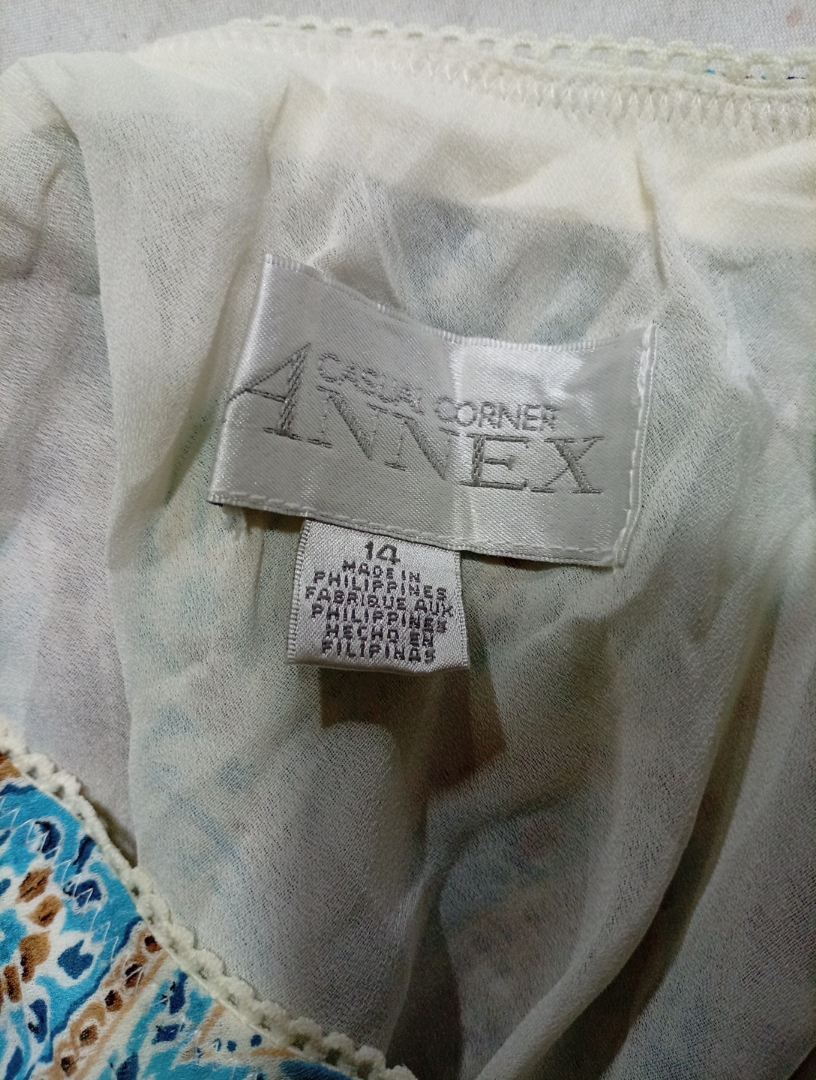 CASUAL CORNER
ANNEX
14
MADE IN
PHILIPPINES
FABRIQUE AUX
PHILIPPINES
HECHO EN
FILIPINAS